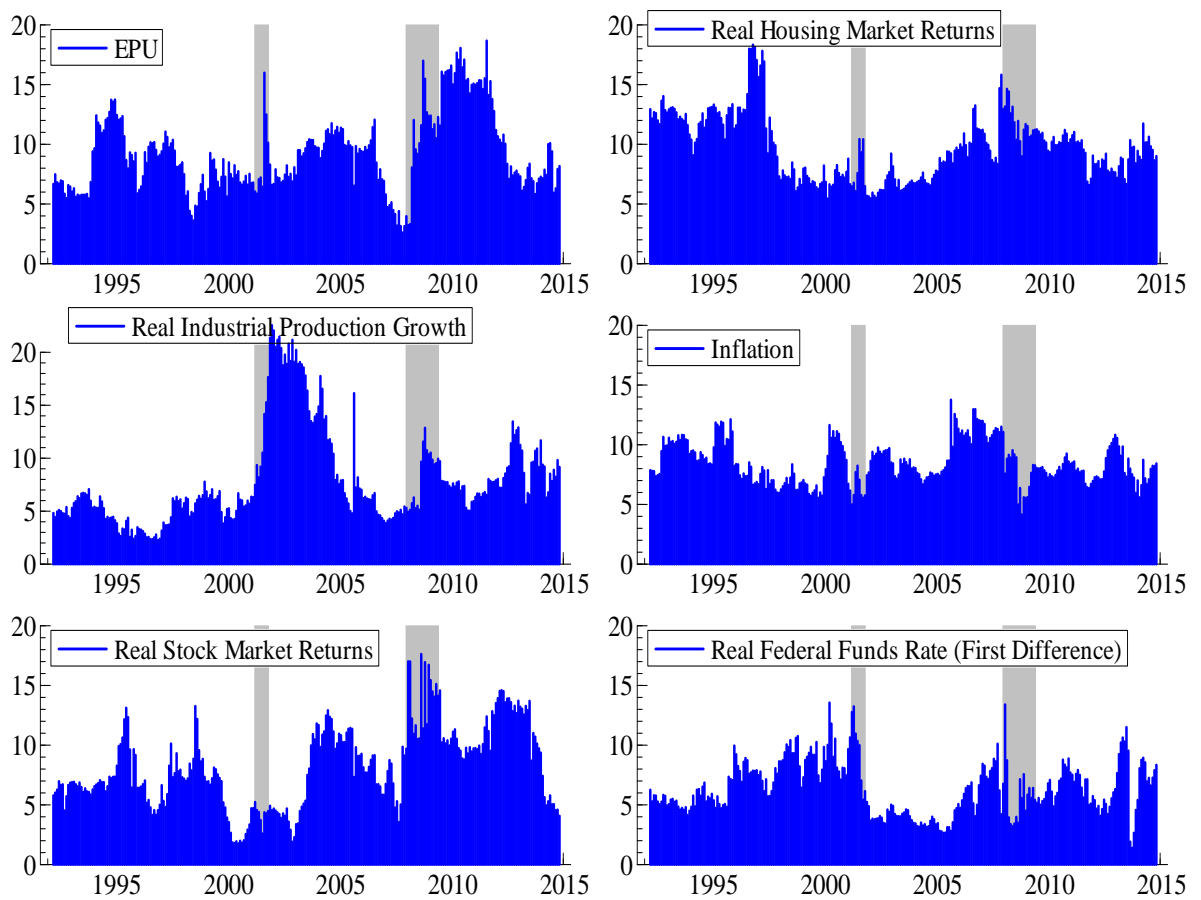 20
15
10
5
0
EPU
1995 2000 2005 2010 2015
20
15
10
5
0
Real Housing Market Returns
1995 2000 2005 2010 2015
20
15
10
5
0
Real Industrial Production Growth
1995 2000 2005 2010 2015
20
15
10
5
0
Inflation
1995 2000 2005 2010 2015
20
15
10
5
0
Real Stock Market Returns
1995 2000 2005 2010 2015
20
15
10
5
0
Real Federal Funds Rate (First Difference)
1995 2000 2005 2010 2015